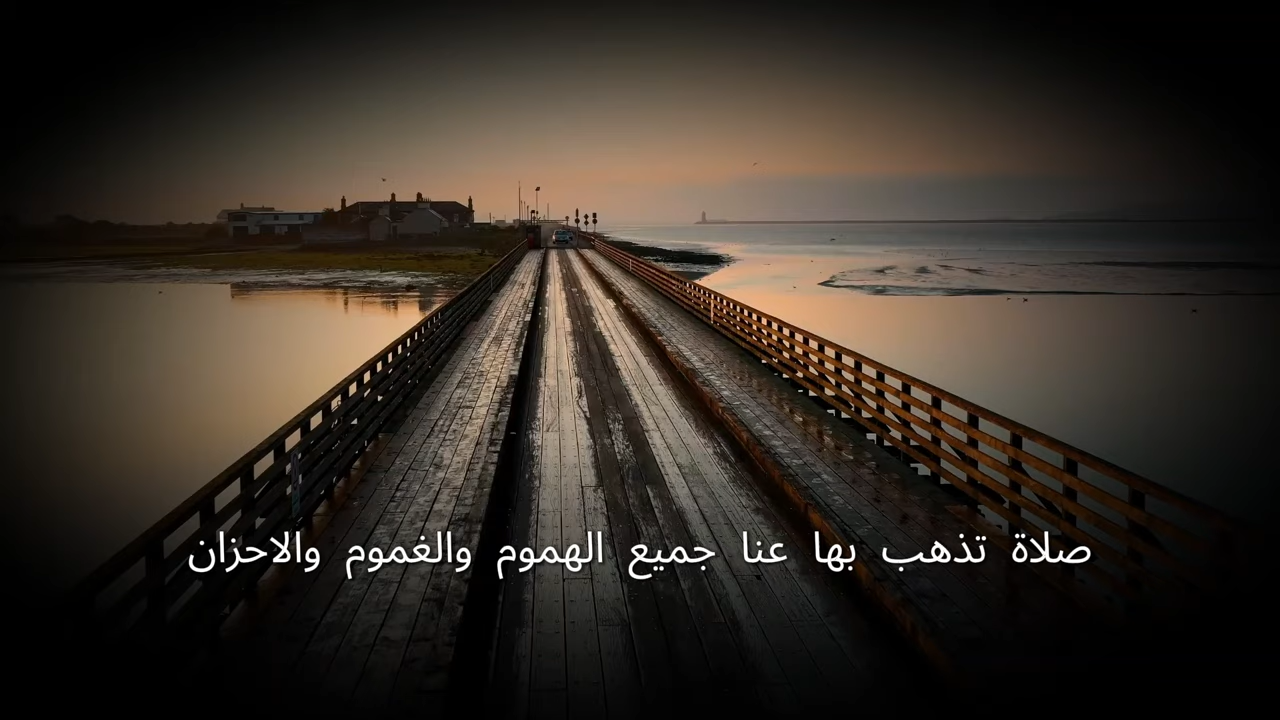 صلاة تذهب بها عنا جميع الهموم والغموم والاحزان